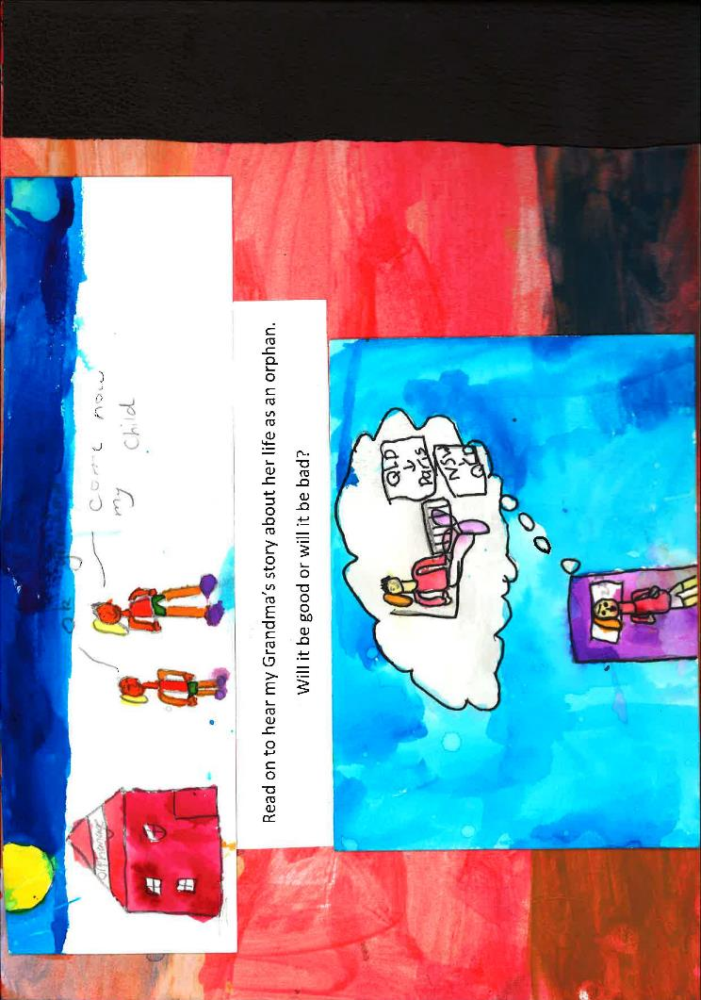 ok
Come now
my child
Orphanage
Read on to hear my Grandma's story about her life as an orphan.
Will it be good or will it be bad?
QLD
↓
Paris
NSW